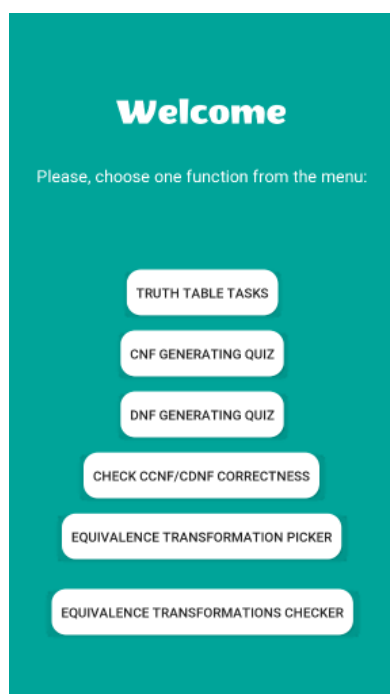 Welcome
Please, choose one function from the menu:
TRUTH TABLE TASKS
CNF GENERATING QUIZ
DNF GENERATING QUIZ
CHECK CCNF/CDNF CORRECTNESS
EQUIVALENCE TRANSFORMATION PICKER
EQUIVALENCE TRANSFORMATIONS CHECKER